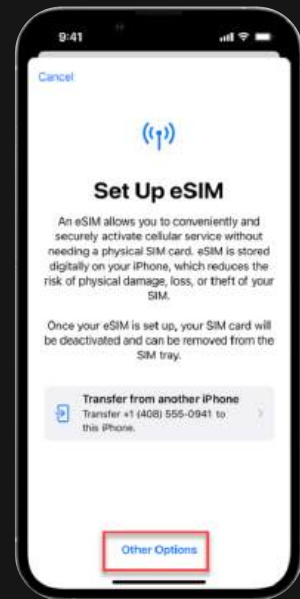 9:41
Cancel
Set Up eSIM
An eSIM allows you to conveniently and
securely activate cellular service without
needing a physical SIM card. eSIM is stored
digitally on your iPhone, which reduces the
risk of physical damage, loss, or theft of your
SIM.
Once your eSIM is set up, your SIM card will
be deactivated and can be removed from the
SIM tray.
Transfer from another iPhone
Transfer +1 (408) 555-0941 to
this iPhone.
Other Options